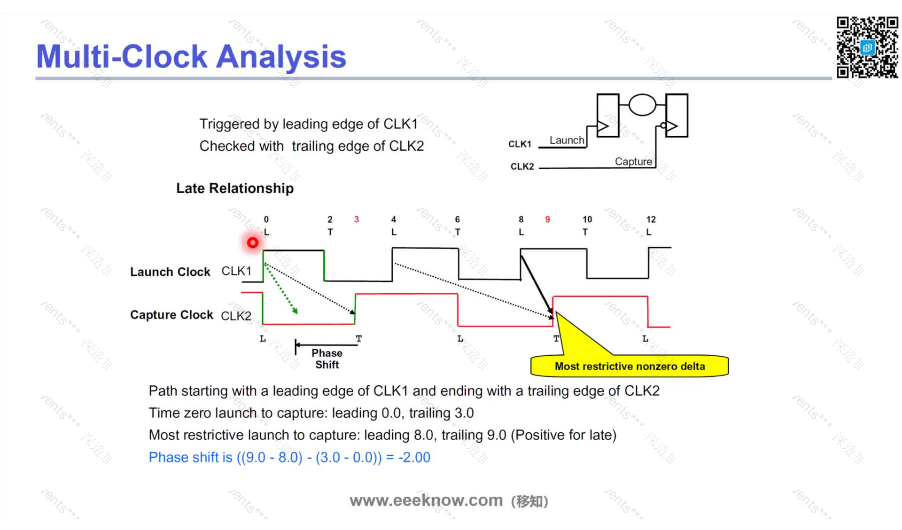 Multi-Clock Analysis
Triggered by leading edge of CLK1
Checked with trailing edge of CLK2
CLK1
Launch
CLK2
Capture
Late Relationship
0 2 3 4 6 8 9 10 12
L T L T L T L
Launch Clock CLK1
Capture Clock CLK2
L T L T L
Phase
Shift
Most restrictive nonzero delta
Path starting with a leading edge of CLK1 and ending with a trailing edge of CLK2
Time zero launch to capture: leading 0.0, trailing 3.0
Most restrictive launch to capture: leading 8.0, trailing 9.0 (Positive for late)
Phase shift is ((9.0 - 8.0) - (3.0 - 0.0)) = -2.00
www.eeeknow.com (移知)